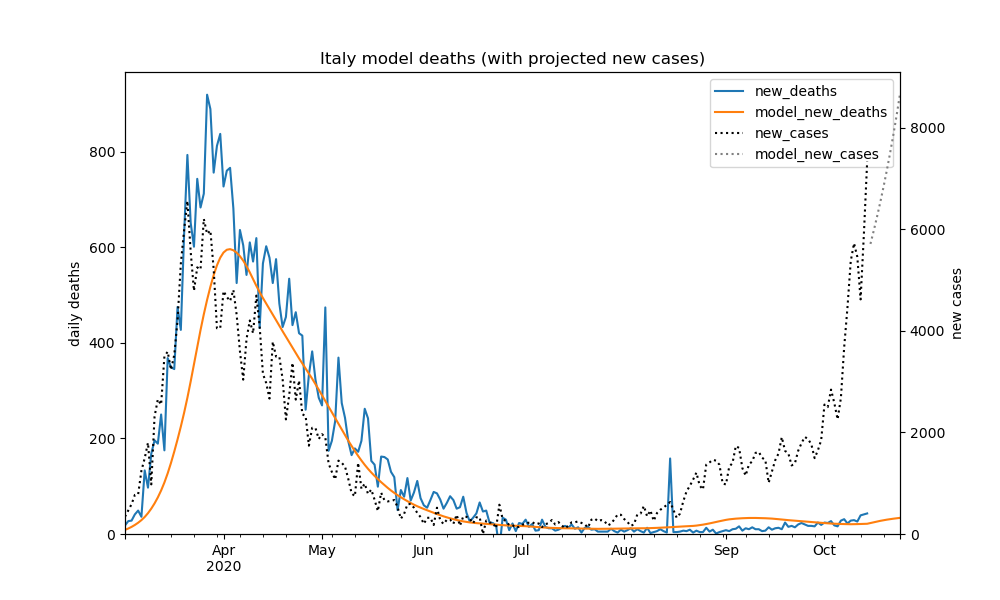 Italy model deaths (with projected new cases)
new_deaths
model_new_deaths
new_cases
model_new_cases
800
600
400
200
0
daily deaths
8000
6000
4000
2000
0
new cases
Apr May Jun Jul Aug Sep Oct
2020